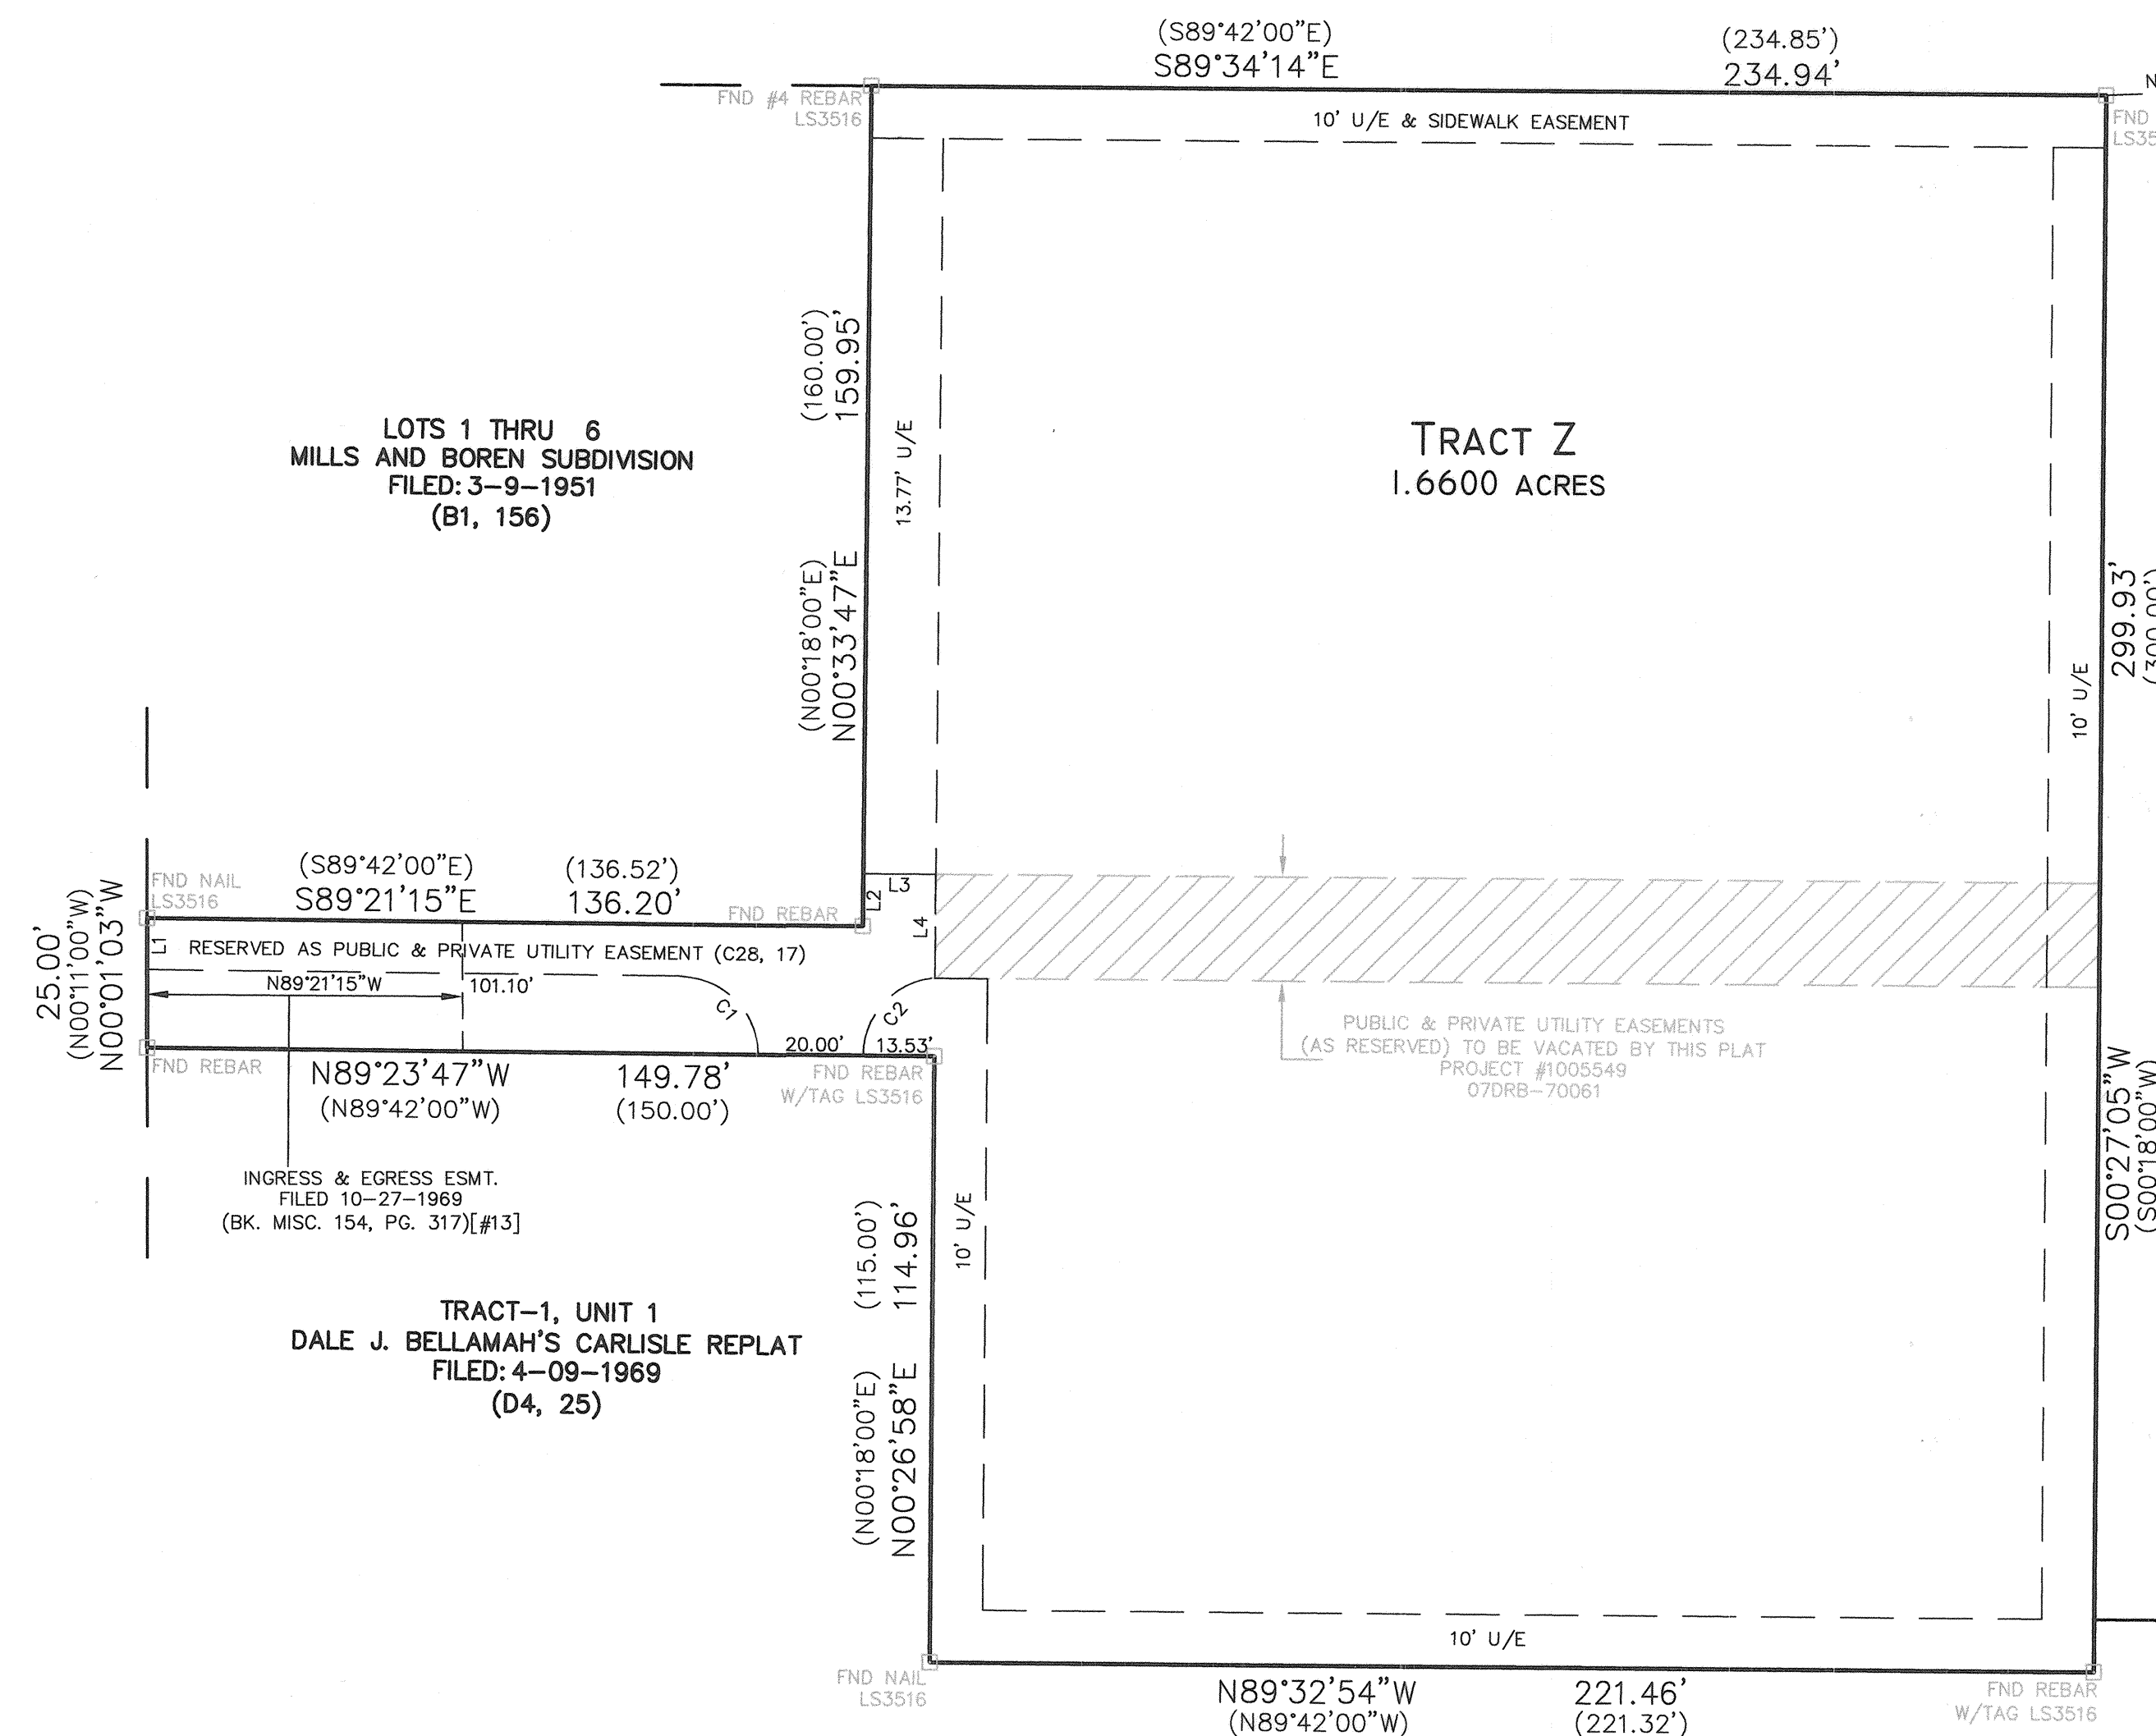 (S89°42'00"E)
S89°34'14"E
(234.85')
234.94'
N
FND #4 REBAR
LS3516
10' U/E & SIDEWALK EASEMENT
FND
LS35
(160.00')
159.95'
(N00°18'00"E)
N00°33'47"E
13.77' U/E
TRACT Z
1.6600 ACRES
LOTS 1 THRU 6
MILLS AND BOREN SUBDIVISION
FILED: 3-9-1951
(B1, 156)
299.93'
(300.00')
10' U/E
S00°27'05"W
(S00°18'00"W)
25.00'
(N00°11'00"W)
N00°01'03"W
FND NAIL
LS3516
(S89°42'00"E)
S89°21'15"E
(136.52')
136.20'
FND REBAR
L2
L3
L4
L1
RESERVED AS PUBLIC & PRIVATE UTILITY EASEMENT (C28, 17)
N89°21'15"W
101.10'
C1
C2
20.00'
13.53'
FND REBAR
N89°23'47"W
(N89°42'00"W)
149.78'
(150.00')
FND REBAR
W/TAG LS3516
PUBLIC & PRIVATE UTILITY EASEMENTS
(AS RESERVED) TO BE VACATED BY THIS PLAT
PROJECT #1005549
07DRB-70061
INGRESS & EGRESS ESMT.
FILED 10-27-1969
(BK. MISC. 154, PG. 317)[#13]
(115.00')
114.96'
(N00°18'00"E)
N00°26'58"E
10' U/E
TRACT-1, UNIT 1
DALE J. BELLAMAH'S CARLISLE REPLAT
FILED: 4-09-1969
(D4, 25)
10' U/E
FND NAIL
LS3516
N89°32'54"W
(N89°42'00"W)
221.46'
(221.32')
FND REBAR
W/TAG LS3516